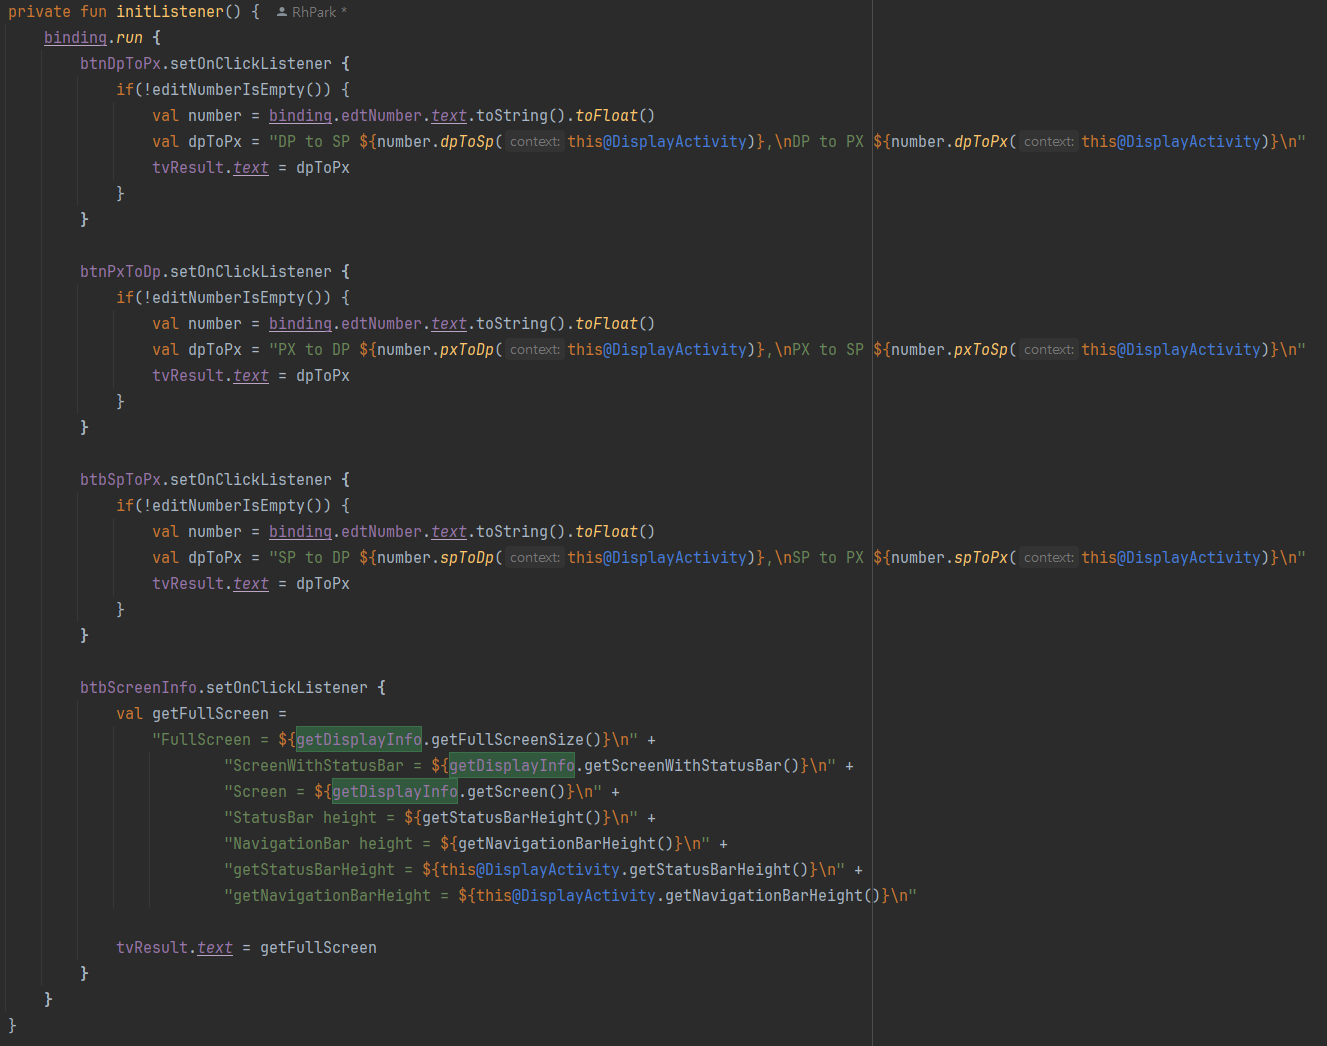 private fun initListener() { RhPark *
binding.run {
btnDpToPx.setOnClickListener {
if(!editNumberIsEmpty()) {
val number = binding.edtNumber.text.toString().toFloat()
val dpToPx = "DP to SP ${number.dpToSp( context: this@DisplayActivity)},\nDP to PX ${number.dpToPx( context: this@DisplayActivity)}\n"
tvResult.text = dpToPx
}
}
btnPxToDp.setOnClickListener {
if(!editNumberIsEmpty()) {
val number = binding.edtNumber.text.toString().toFloat()
val dpToPx = "PX to DP ${number.pxToDp( context: this@DisplayActivity)},\nPX to SP ${number.pxToSp( context: this@DisplayActivity)}\n"
tvResult.text = dpToPx
}
}
btbSpToPx.setOnClickListener {
if(!editNumberIsEmpty()) {
val number = binding.edtNumber.text.toString().toFloat()
val dpToPx = "SP to DP ${number.spToDp( context: this@DisplayActivity)},\nSP to PX ${number.spToPx( context: this@DisplayActivity)}\n"
tvResult.text = dpToPx
}
}
btbScreenInfo.setOnClickListener {
val getFullScreen =
"FullScreen = ${getDisplayInfo.getFullScreenSize()}\n" +
"ScreenWithStatusBar = ${getDisplayInfo.getScreenWithStatusBar()}\n" +
"Screen = ${getDisplayInfo.getScreen()}\n" +
"StatusBar height = ${getStatusBarHeight()}\n" +
"NavigationBar height = ${getNavigationBarHeight()}\n" +
"getStatusBarHeight = ${this@DisplayActivity.getStatusBarHeight()}\n" +
"getNavigationBarHeight = ${this@DisplayActivity.getNavigationBarHeight()}\n"
tvResult.text = getFullScreen
}
}
}